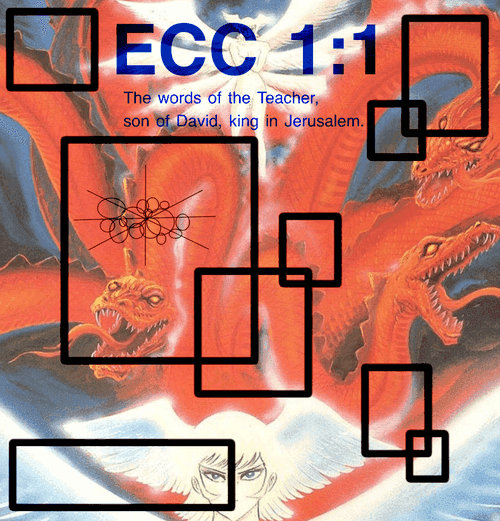 ECC 1:1
The words of the Teacher,
son of David, king in Jerusalem.